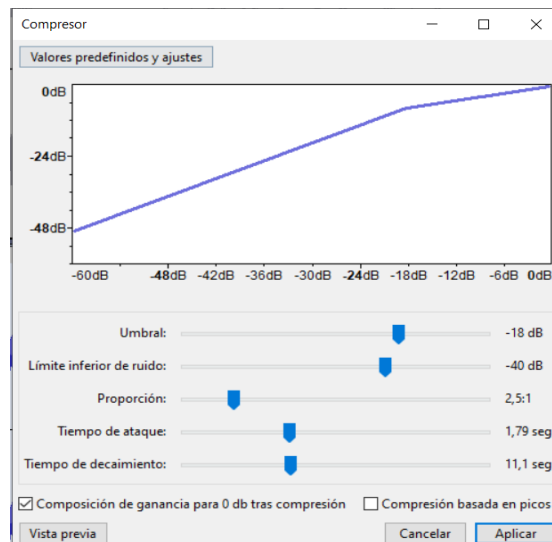 Compresor
Valores predefinidos y ajustes
0dB
-24dB
-48dB
-60dB -48dB -42dB -36dB -30dB -24dB -18dB -12dB -6dB 0dB
Umbral: -18 dB
Límite inferior de ruido: -40 dB
Proporción: 2,5:1
Tiempo de ataque: 1,79 seg
Tiempo de decaimiento: 11,1 seg
Composición de ganancia para 0 db tras compresión Compresión basada en picos
Vista previa Cancelar Aplicar